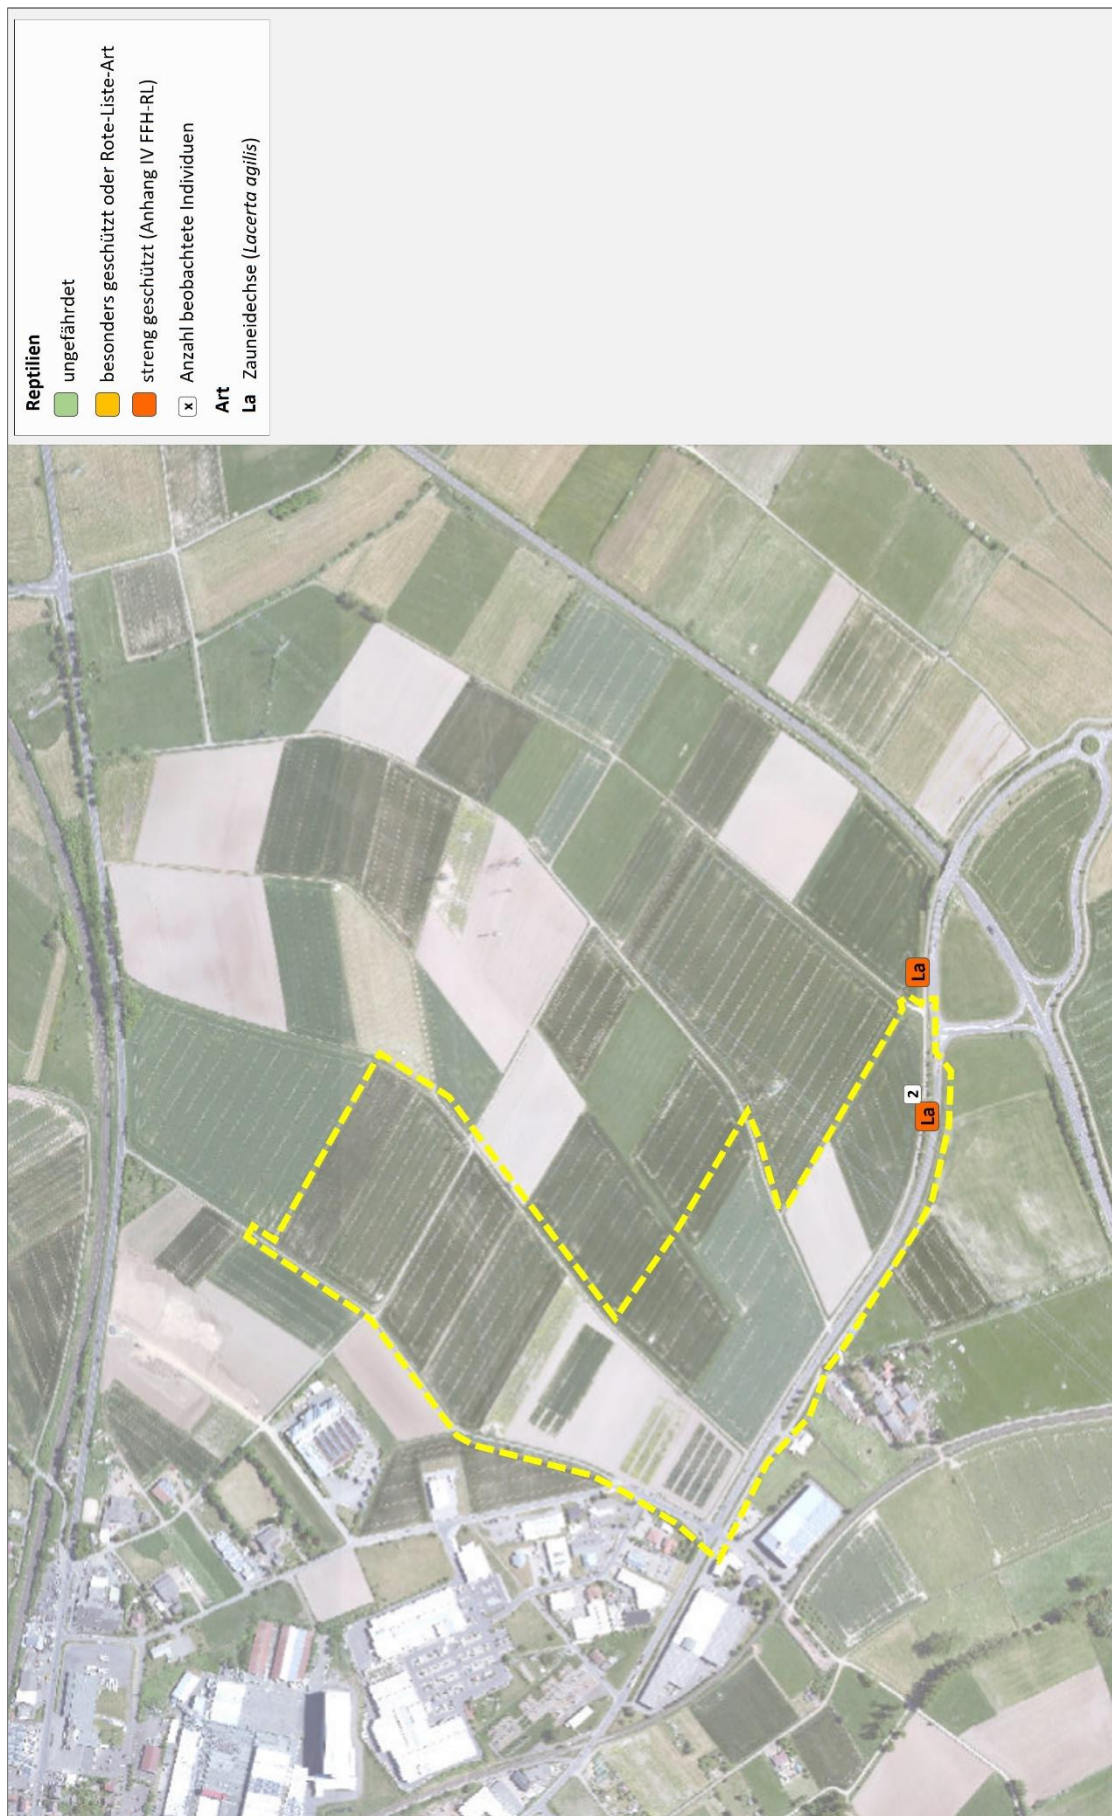 Reptilien
ungefährdet
besonders geschützt oder Rote-Liste-Art
streng geschützt (Anhang IV FFH-RL)
x Anzahl beobachtete Individuen
Art
La Zauneidechse (Lacerta agilis)
La
2
La